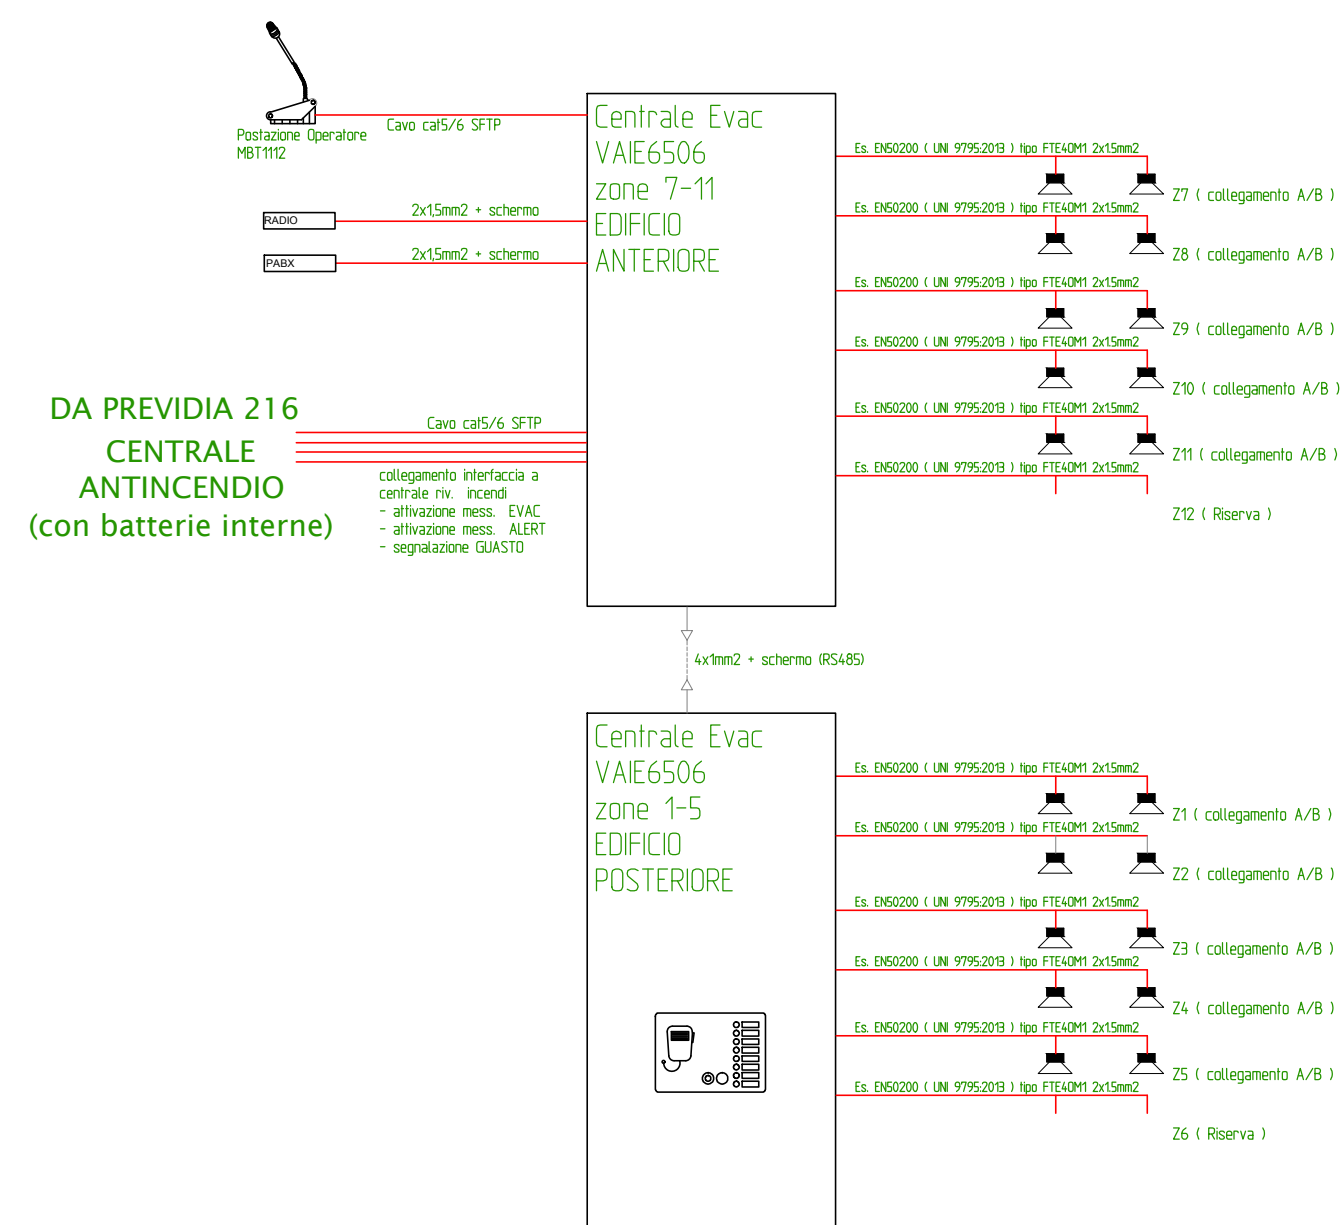 Postazione Operatore
MBT1112
Cavo cat5/6 SFTP
RADIO
2x1,5mm2 + schermo
PABX
2x1,5mm2 + schermo
DA PREVIDIA 216
CENTRALE
ANTINCENDIO
(con batterie interne)
Cavo cat5/6 SFTP
collegamento interfaccia a
centrale riv. incendi
- attivazione mess. EVAC
- attivazione mess. ALERT
- segnalazione GUASTO
Centrale Evac
VAIE6506
zone 7-11
EDIFICIO
ANTERIORE
Es. EN50200 ( UNI 9795:2013 ) tipo FTE40M1 2x1.5mm2
Z7 ( collegamento A/B )
Es. EN50200 ( UNI 9795:2013 ) tipo FTE40M1 2x1.5mm2
Z8 ( collegamento A/B )
Es. EN50200 ( UNI 9795:2013 ) tipo FTE40M1 2x1.5mm2
Z9 ( collegamento A/B )
Es. EN50200 ( UNI 9795:2013 ) tipo FTE40M1 2x1.5mm2
Z10 ( collegamento A/B )
Es. EN50200 ( UNI 9795:2013 ) tipo FTE40M1 2x1.5mm2
Z11 ( collegamento A/B )
Es. EN50200 ( UNI 9795:2013 ) tipo FTE40M1 2x1.5mm2
Z12 ( Riserva )
4x1mm2 + schermo (RS485)
Centrale Evac
VAIE6506
zone 1-5
EDIFICIO
POSTERIORE
Es. EN50200 ( UNI 9795:2013 ) tipo FTE40M1 2x1.5mm2
Z1 ( collegamento A/B )
Es. EN50200 ( UNI 9795:2013 ) tipo FTE40M1 2x1.5mm2
Z2 ( collegamento A/B )
Es. EN50200 ( UNI 9795:2013 ) tipo FTE40M1 2x1.5mm2
Z3 ( collegamento A/B )
Es. EN50200 ( UNI 9795:2013 ) tipo FTE40M1 2x1.5mm2
Z4 ( collegamento A/B )
Es. EN50200 ( UNI 9795:2013 ) tipo FTE40M1 2x1.5mm2
Z5 ( collegamento A/B )
Es. EN50200 ( UNI 9795:2013 ) tipo FTE40M1 2x1.5mm2
Z6 ( Riserva )